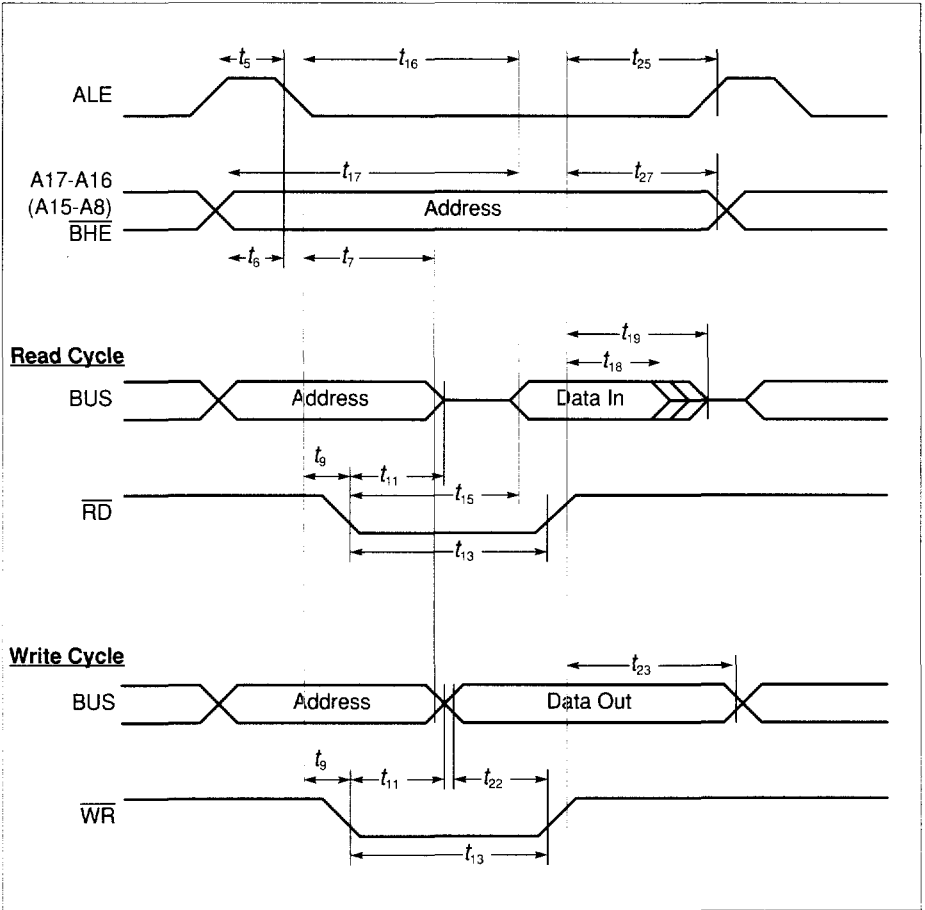 t5
t16
t25
ALE
t17
t27
A17-A16
(A15-A8)
BHE
Address
t6
t7
t19
Read Cycle
t18
BUS
Address
Data In
t9
t11
t15
RD
t13
Write Cycle
t23
BUS
Address
Data Out
t9
t11
t22
WR
t13